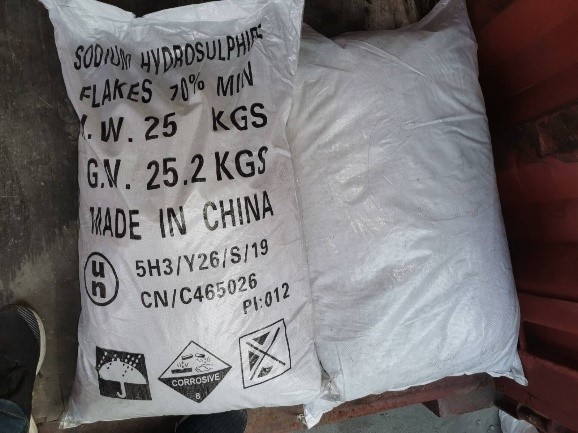 SODIUM HYDROSULPHIDE
FLAKES 70% MIN
N.W. 25 KGS
G.W. 25.2 KGS
MADE IN CHINA
un
5H3/Y26/S/19
CN/C465026
PI:012
CORROSIVE
8